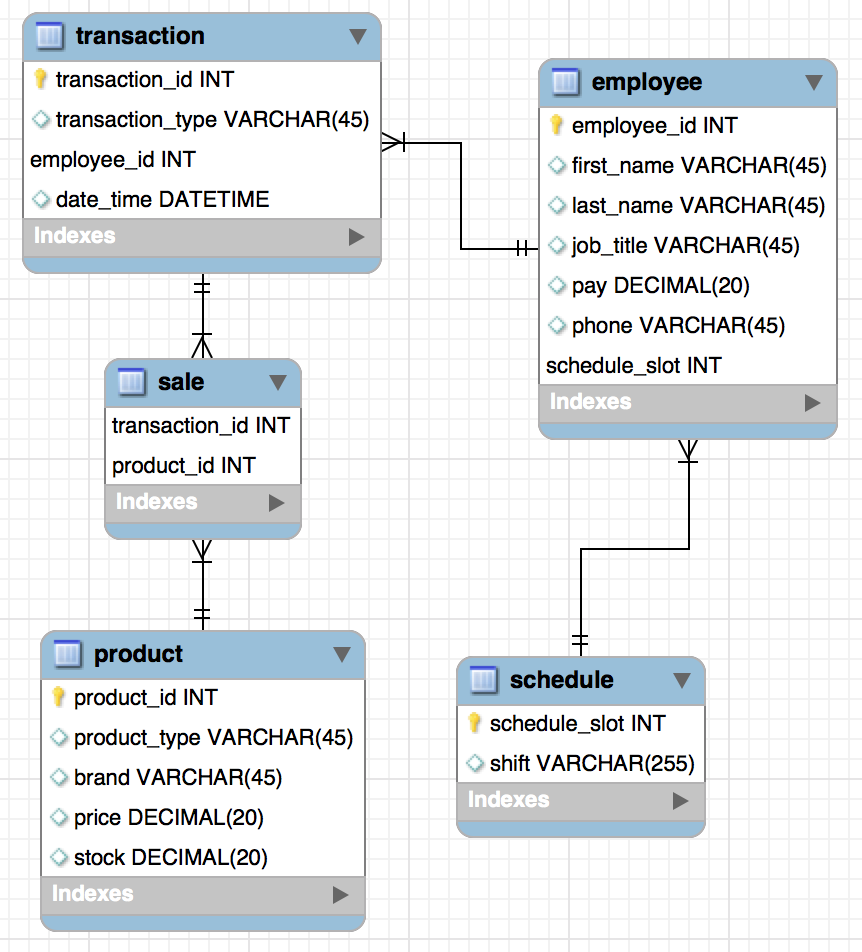 transaction
transaction_id INT
transaction_type VARCHAR(45)
employee_id INT
date_time DATETIME
Indexes
employee
employee_id INT
first_name VARCHAR(45)
last_name VARCHAR(45)
job_title VARCHAR(45)
pay DECIMAL(20)
phone VARCHAR(45)
schedule_slot INT
Indexes
sale
transaction_id INT
product_id INT
Indexes
product
product_id INT
product_type VARCHAR(45)
brand VARCHAR(45)
price DECIMAL(20)
stock DECIMAL(20)
Indexes
schedule
schedule_slot INT
shift VARCHAR(255)
Indexes